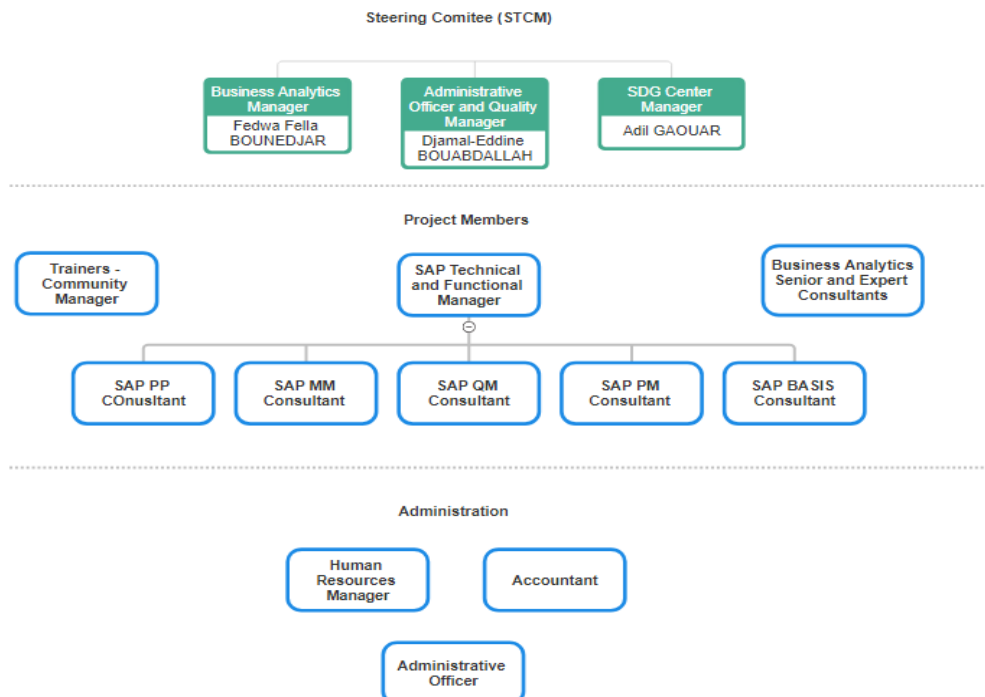 Steering Comitee (STCM)
Business Analytics
Manager
Fedwa Fella
BOUNEDJAR
Administrative
Officer and Quality
Manager
Djamal-Eddine
BOUABDALLAH
SDG Center
Manager
Adil GAOUAR
Project Members
Trainers -
Community
Manager
SAP Technical
and Functional
Manager
Business Analytics
Senior and Expert
Consultants
SAP PP
COnusltant
SAP MM
Consultant
SAP QM
Consultant
SAP PM
Consultant
SAP BASIS
Consultant
Administration
Human
Resources
Manager
Accountant
Administrative
Officer